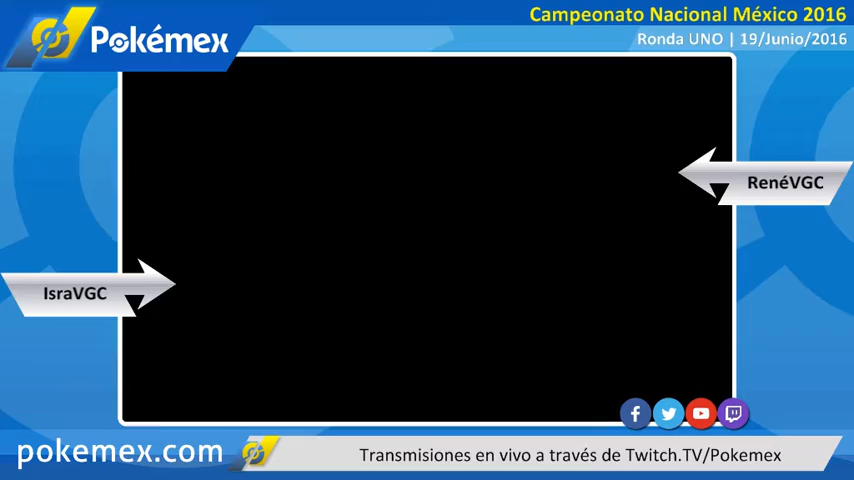 Pokémex
Campeonato Nacional México 2016
Ronda UNO | 19/Junio/2016
RenéVGC
IsraVGC
pokemex.com
Transmisiones en vivo a través de Twitch.TV/Pokemex